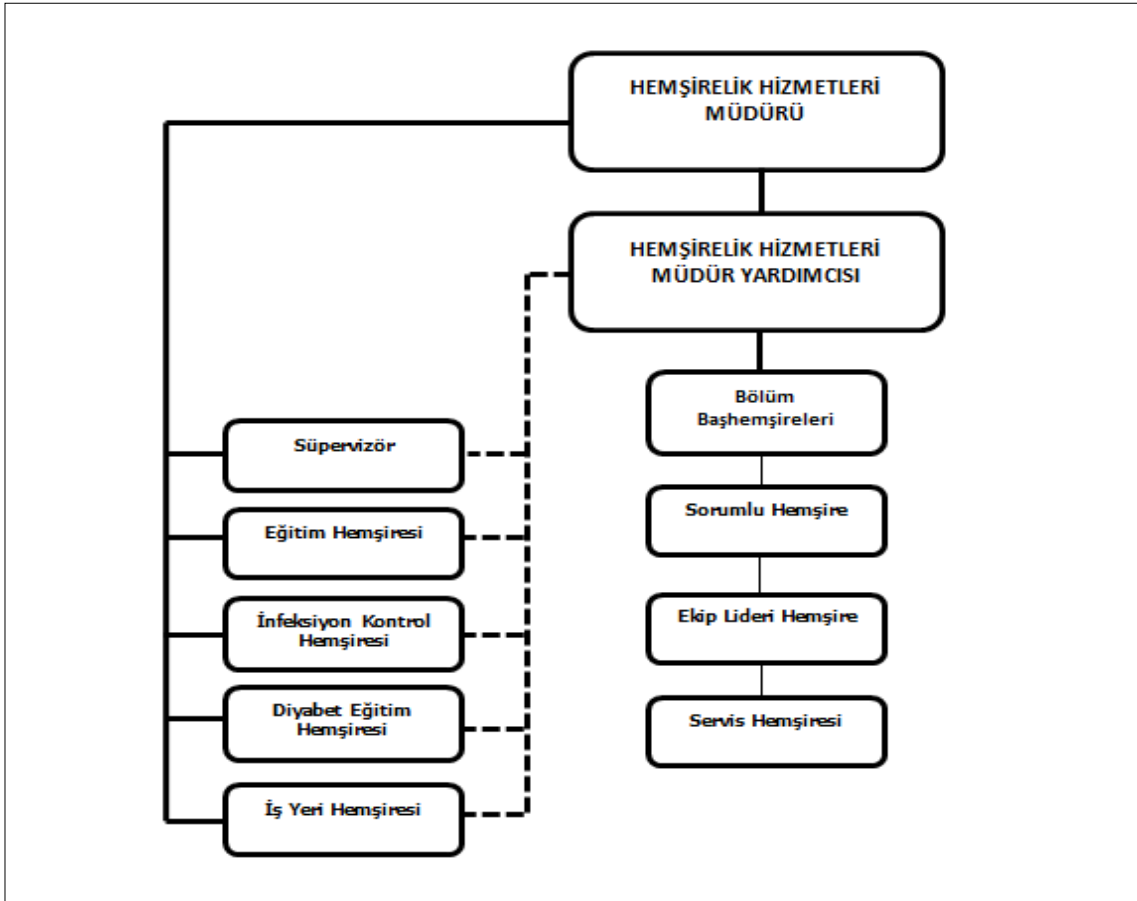 HEMŞİRELİK HİZMETLERİ
MÜDÜRÜ
HEMŞİRELİK HİZMETLERİ
MÜDÜR YARDIMCISI
Bölüm
Başhemşireleri
Süpervizör
Sorumlu Hemşire
Eğitim Hemşiresi
Ekip Lideri Hemşire
İnfeksiyon Kontrol
Hemşiresi
Diyabet Eğitim
Hemşiresi
Servis Hemşiresi
İş Yeri Hemşiresi